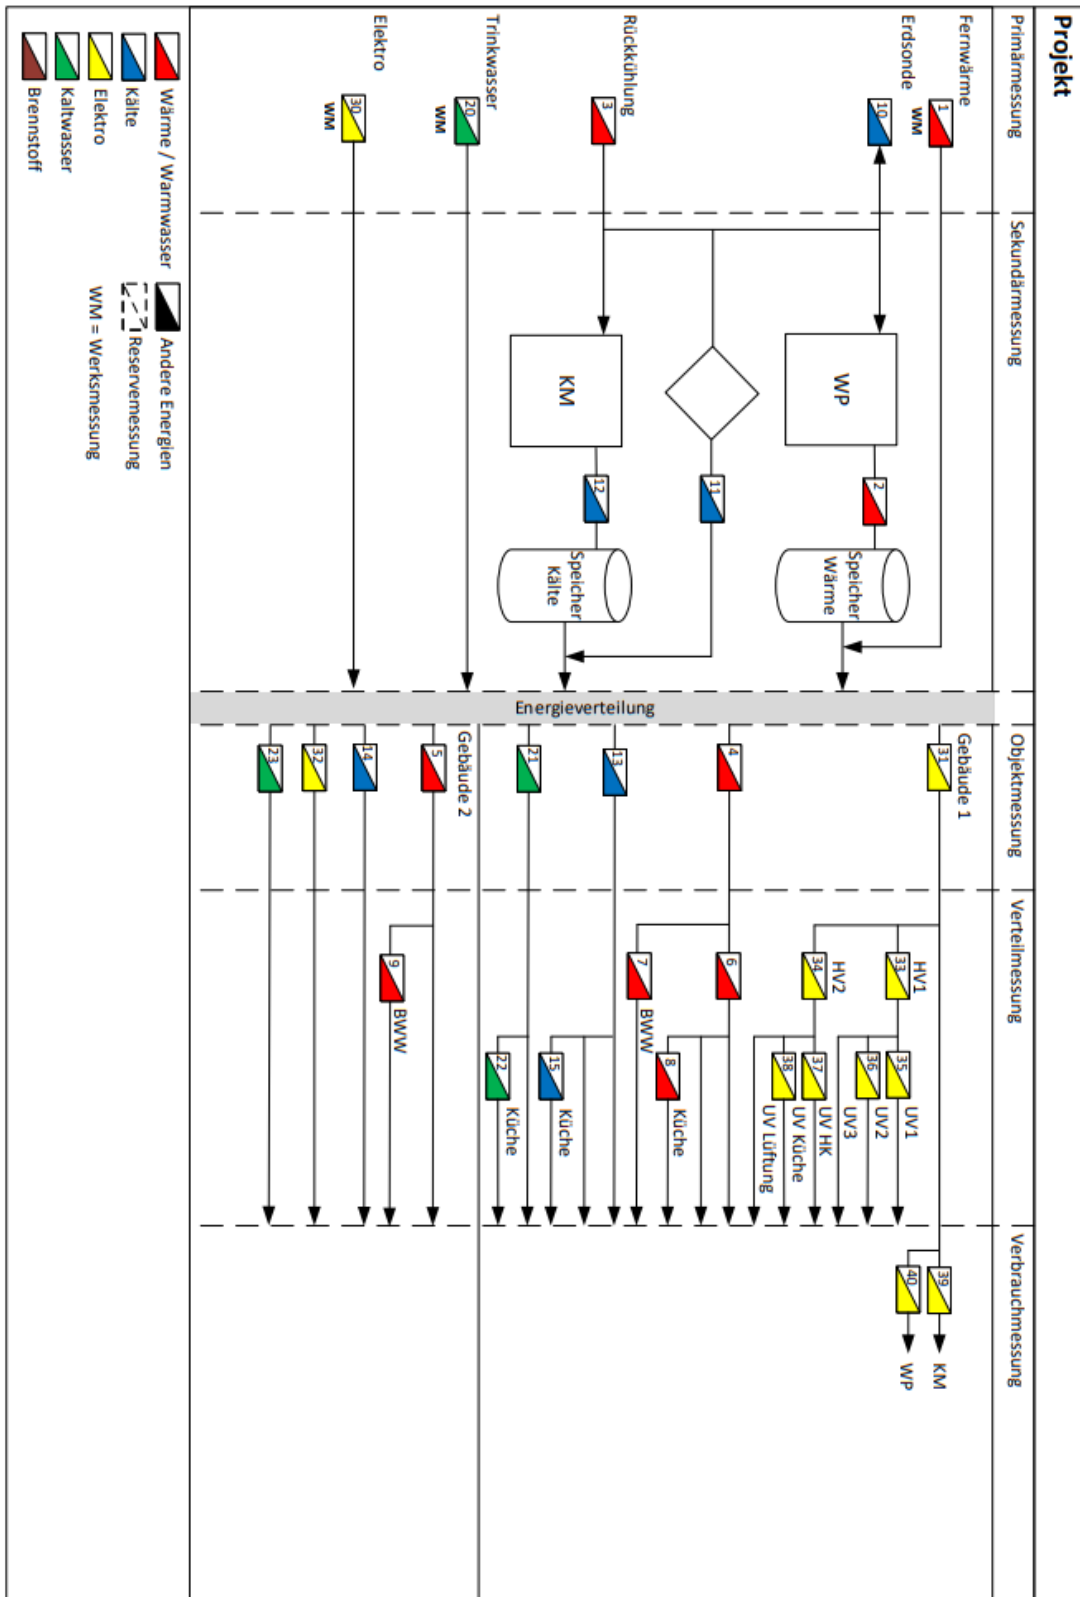 Projekt
Primärmessung
Sekundärmessung
Objektmessung
Verteilmessung
Verbrauchmessung
Fernwärme
1
WM
Erdsonde
10
Rückkühlung
3
Trinkwasser
20
WM
Elektro
30
WM
WP
2
Speicher
Wärme
11
KM
12
Speicher
Kälte
Energieverteilung
Gebäude 1
31
4
13
21
Gebäude 2
5
14
32
23
HV1
33
35
UV1
36
UV2
UV3
HV2
34
37
UV HK
38
UV Küche
UV Lüftung
6
8
Küche
7
BWW
15
Küche
22
Küche
9
BWW
39
KM
40
WP
Wärme / Warmwasser
Kälte
Elektro
Kaltwasser
Brennstoff
Andere Energien
Reservemessung
WM = Werksmessung